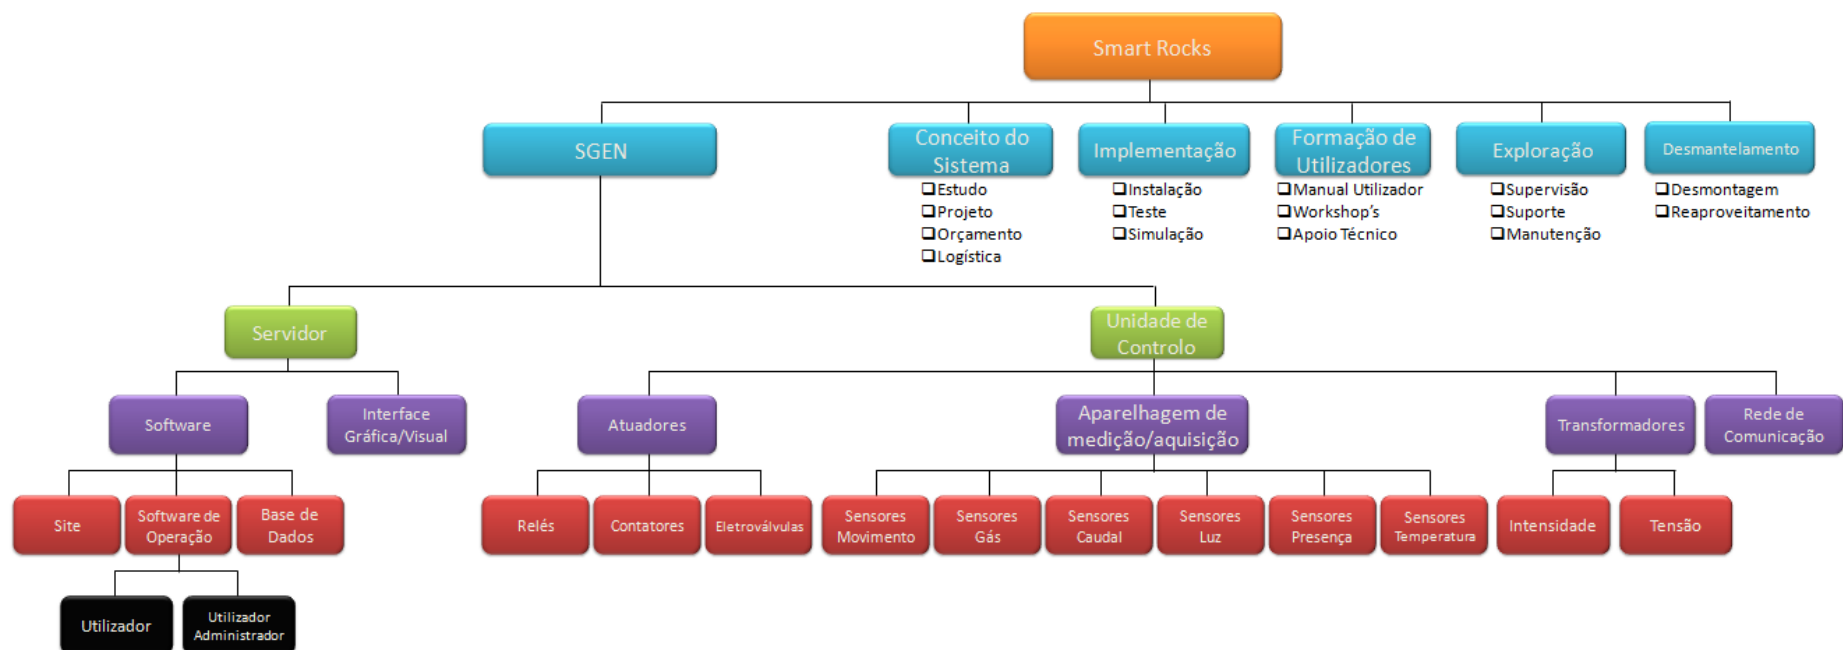 Smart Rocks
SGEN
Conceito do
Sistema
❑Estudo
❑Projeto
❑Orçamento
❑Logística
Implementação
❑Instalação
❑Teste
❑Simulação
Formação de
Utilizadores
❑Manual Utilizador
❑Workshop's
❑Apoio Técnico
Exploração
❑Supervisão
❑Suporte
❑Manutenção
Desmantelamento
❑Desmontagem
❑Reaproveitamento
Servidor
Unidade de
Controlo
Software
Interface
Gráfica/Visual
Atuadores
Aparelhagem de
medição/aquisição
Transformadores
Rede de
Comunicação
Site
Software de
Operação
Base de
Dados
Relés
Contatores
Eletroválvulas
Sensores
Movimento
Sensores
Gás
Sensores
Caudal
Sensores
Luz
Sensores
Presença
Sensores
Temperatura
Intensidade
Tensão
Utilizador
Utilizador
Administrador